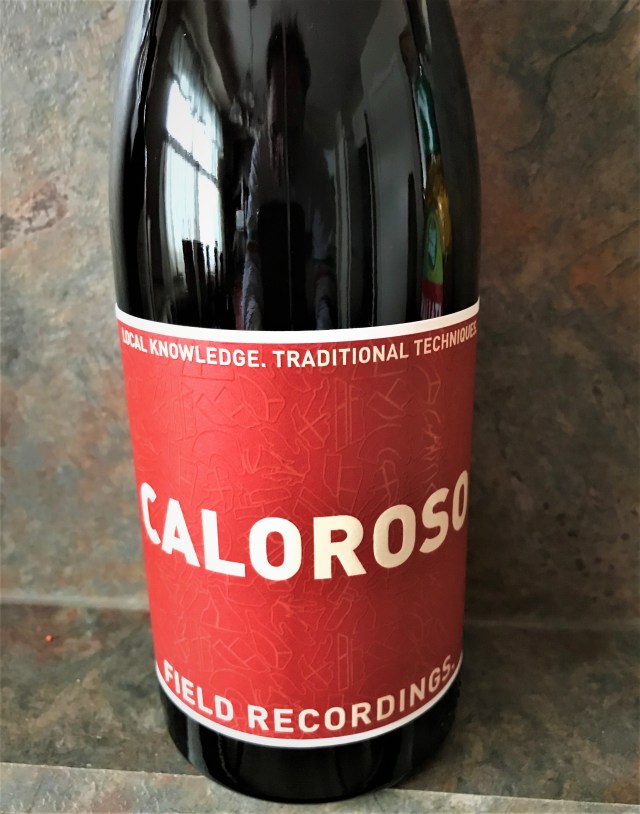 LOCAL KNOWLEDGE. TRADITIONAL TECHNIQUES.
CALOROSO
FIELD RECORDINGS.